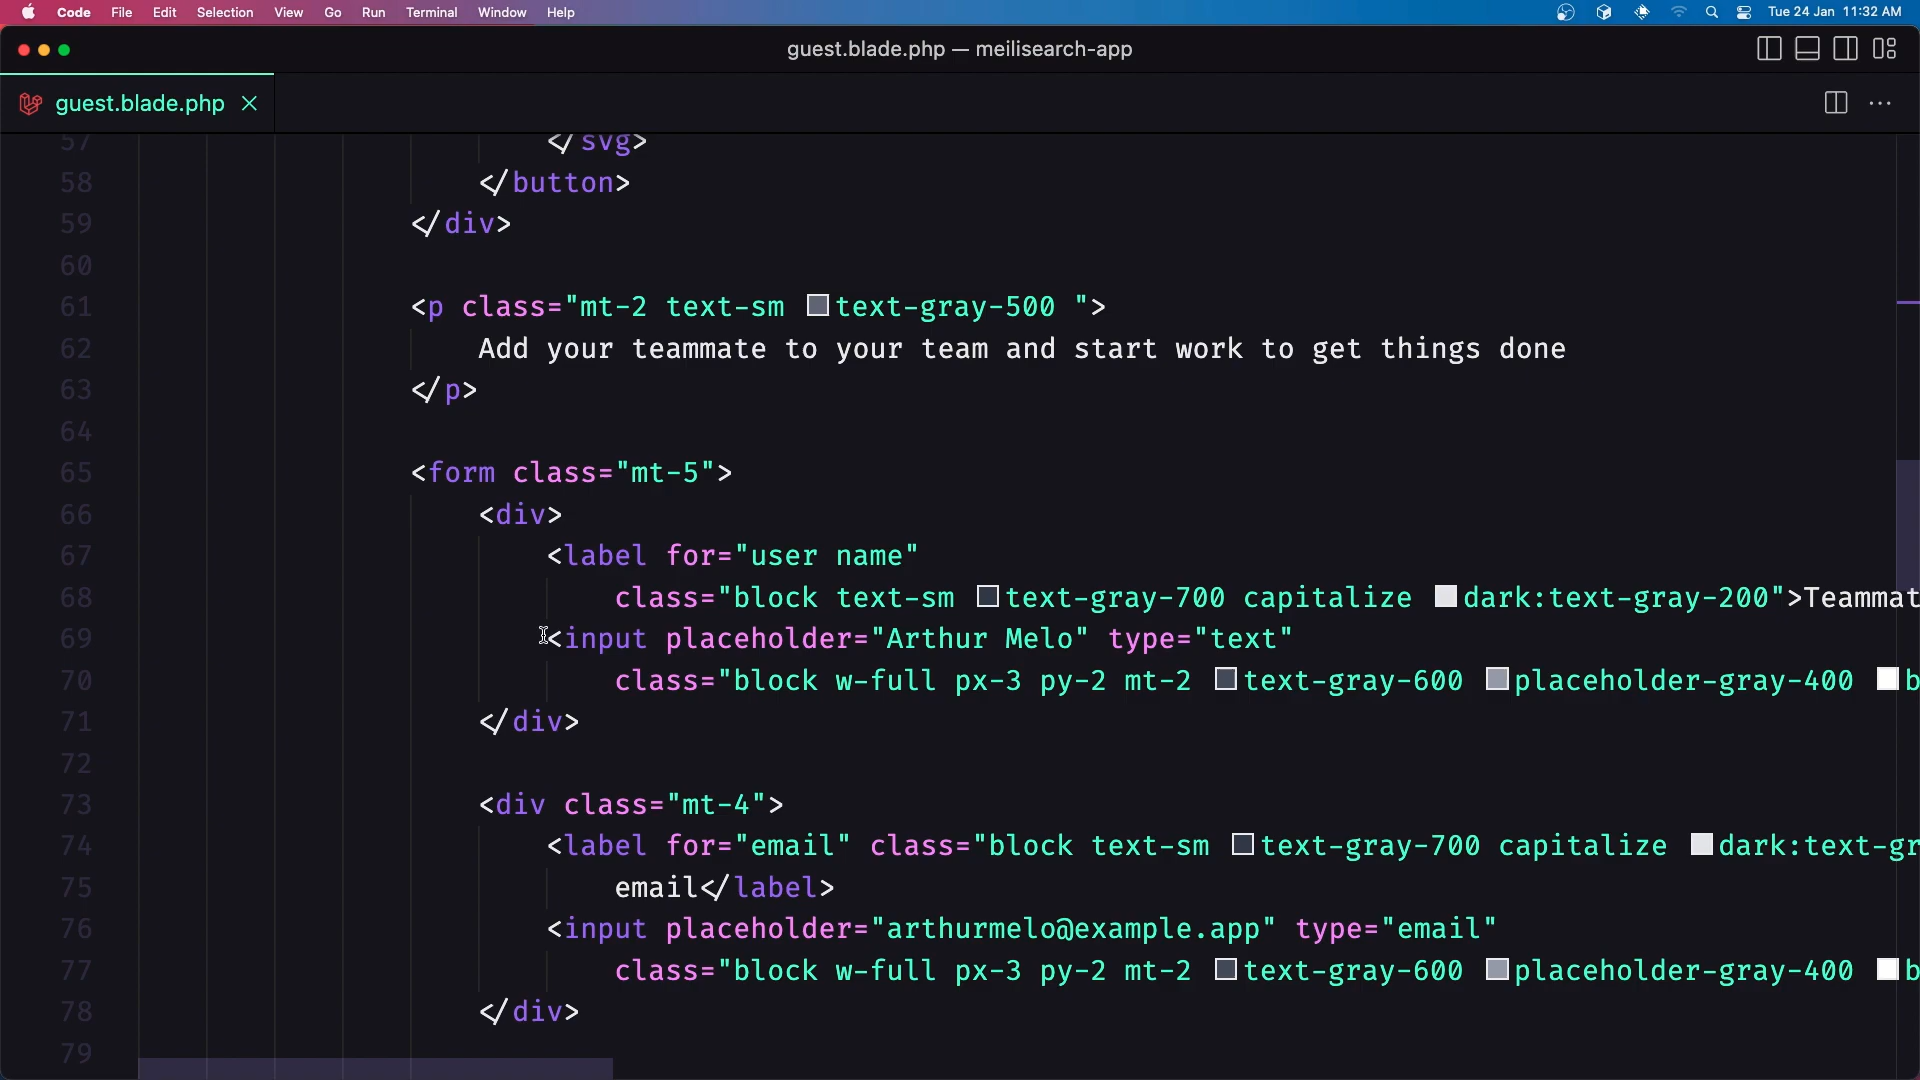 Code File Edit Selection View Go Run Terminal Window Help Tue 24 Jan 11:32 AM
guest.blade.php — meilisearch-app
guest.blade.php
57 </svg>
58 </button>
59 </div>
60
61 <p class="mt-2 text-sm text-gray-500 ">
62 Add your teammate to your team and start work to get things done
63 </p>
64
65 <form class="mt-5">
66 <div>
67 <label for="user name"
68 class="block text-sm text-gray-700 capitalize dark:text-gray-200">Teammat
69 <input placeholder="Arthur Melo" type="text"
70 class="block w-full px-3 py-2 mt-2 text-gray-600 placeholder-gray-400 b
71 </div>
72
73 <div class="mt-4">
74 <label for="email" class="block text-sm text-gray-700 capitalize dark:text-gr
75 email</label>
76 <input placeholder="arthurmelo@example.app" type="email"
77 class="block w-full px-3 py-2 mt-2 text-gray-600 placeholder-gray-400 b
78 </div>
79